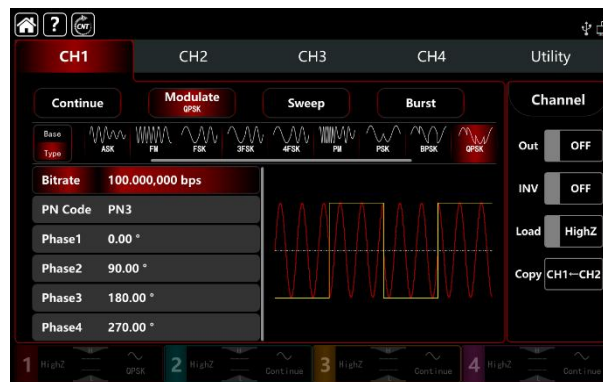 ? CNT
CH1 CH2 CH3 CH4 Utility
Continue Modulate QPSK Sweep Burst Channel
Base Type ASK FM FSK 3FSK 4FSK PM PSK BPSK QPSK
Out OFF
Bitrate 100.000,000 bps
INV OFF
PN Code PN3
Phase1 0.00 °
Load HighZ
Phase2 90.00 °
Copy CH1←CH2
Phase3 180.00 °
Phase4 270.00 °
1 HighZ QPSK 2 HighZ Continue 3 HighZ Continue 4 HighZ Continue